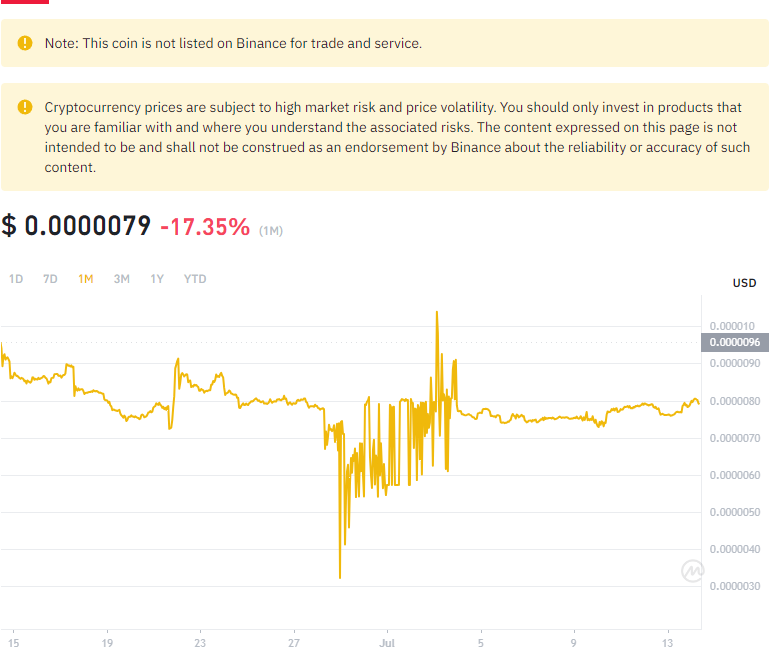 Note: This coin is not listed on Binance for trade and service.
Cryptocurrency prices are subject to high market risk and price volatility. You should only invest in products that
you are familiar with and where you understand the associated risks. The content expressed on this page is not
intended to be and shall not be construed as an endorsement by Binance about the reliability or accuracy of such
content.
$ 0.0000079 -17.35% (1M)
1D 7D 1M 3M 1Y YTD
USD
0.000010
0.0000096
0.0000090
0.0000080
0.0000070
0.0000060
0.0000050
0.0000040
0.0000030
15 19 23 27 Jul 5 9 13